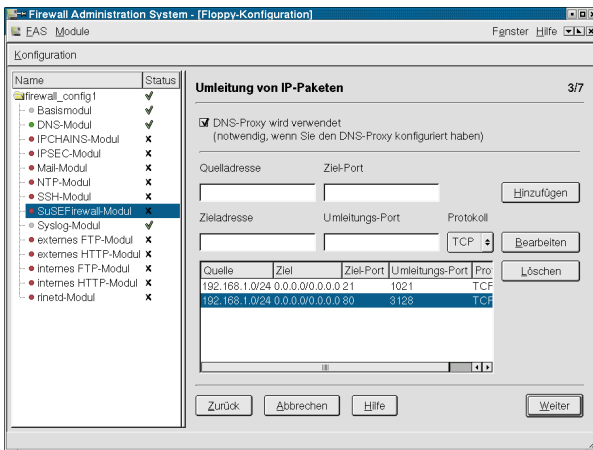 Firewall Administration System - [Floppy-Konfiguration]
FAS Module Fenster Hilfe
Konfiguration
Name Status
firewall_config1
Basismodul
DNS-Modul
IPCHAINS-Modul
IPSEC-Modul
Mail-Modul
NTP-Modul
SSH-Modul
SuSEFirewall-Modul
Syslog-Modul
externes FTP-Modul
externes HTTP-Modul
internes FTP-Modul
internes HTTP-Modul
rinetd-Modul
Umleitung von IP-Paketen 3/7
DNS-Proxy wird verwendet
(notwendig, wenn Sie den DNS-Proxy konfiguriert haben)
Quelladresse Ziel-Port
Hinzufügen
Zieladresse Umleitungs-Port Protokoll
TCP Bearbeiten
Löschen
Quelle Ziel Ziel-Port Umleitungs-Port Pro
192.168.1.0/24 0.0.0.0/0.0.0.0 21 1021 TCP
192.168.1.0/24 0.0.0.0/0.0.0.0 80 3128 TCP
Zurück Abbrechen Hilfe Weiter